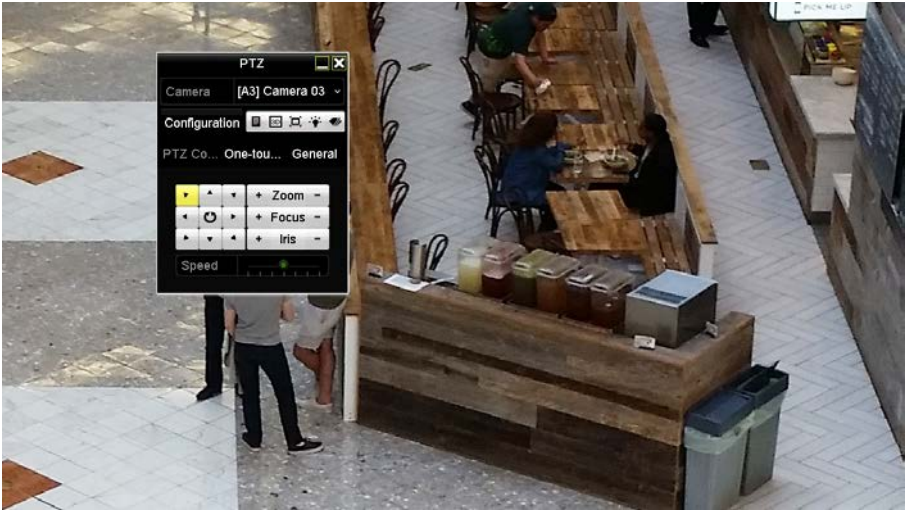 PICK ME UP
PTZ
Camera [A3] Camera 03
Configuration
PTZ Co... One-tou... General
+ Zoom -
+ Focus -
+ Iris -
Speed